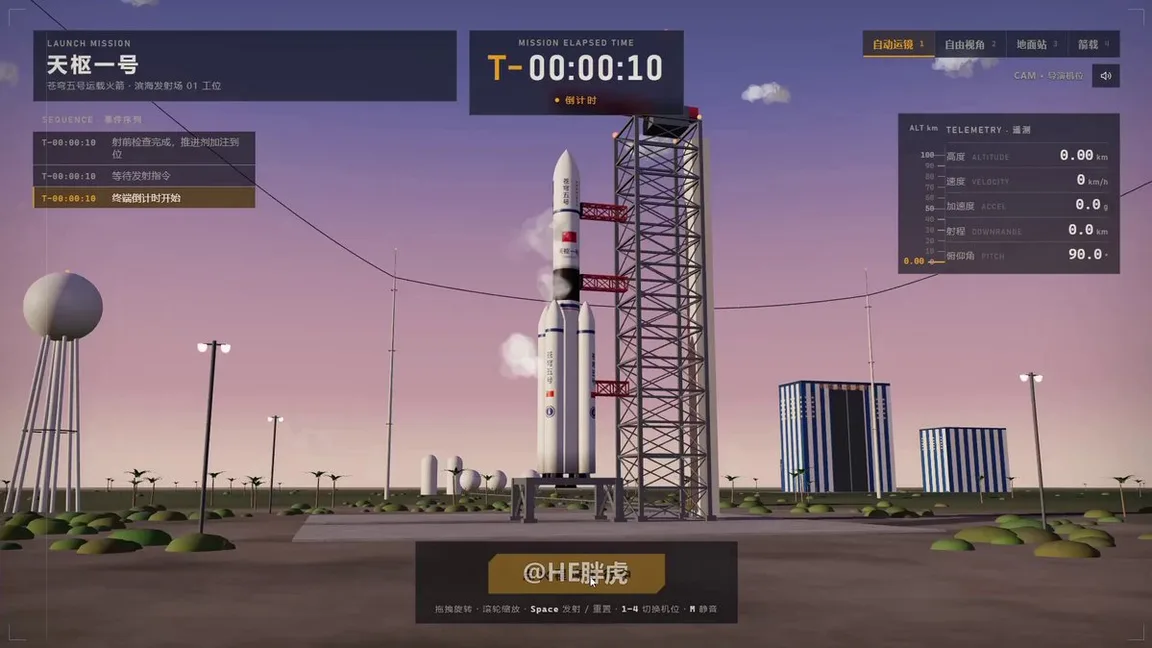 LAUNCH MISSION
天枢一号
苍穹五号运载火箭 · 滨海发射场 01 工位
SEQUENCE · 事件序列
T-00:00:10 射前检查完成，推进剂加注到位
T-00:00:10 等待发射指令
T-00:00:10 终端倒计时开始
MISSION ELAPSED TIME
T-00:00:10
倒计时
自动运镜 1 自由视角 2 地面站 3 箭载 4
CAM · 导演机位
ALT km TELEMETRY · 遥测
高度 ALTITUDE 0.00 km
速度 VELOCITY 0 km/h
加速度 ACCEL 0.0 g
射程 DOWNRANGE 0.0 km
俯仰角 PITCH 90.0 °
100
90
80
70
60
50
40
30
20
10
0
0.00
苍穹五号
天枢一号
苍穹五号
@HE胖虎
拖拽旋转 · 滚轮缩放 · Space 发射 / 重置 · 1-4 切换机位 · M 静音